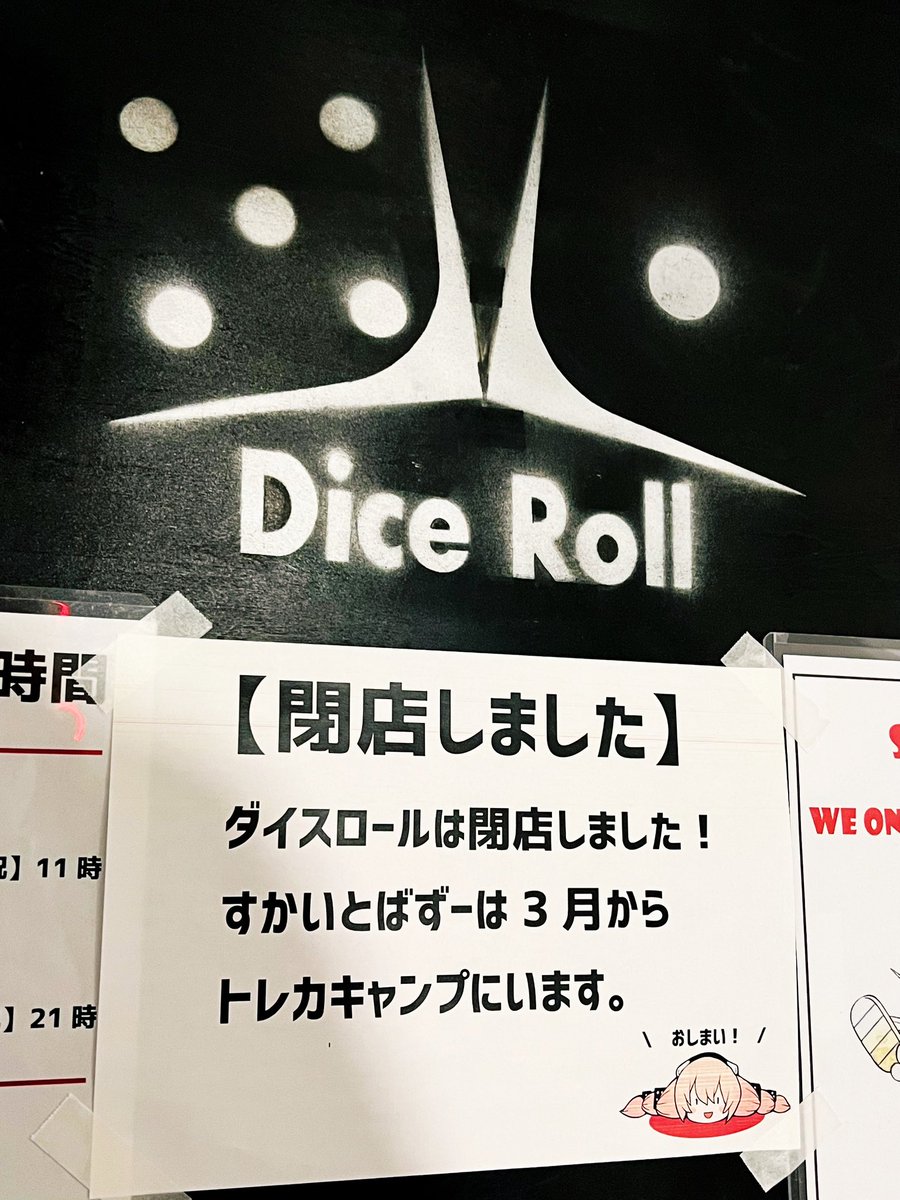 Dice Roll
時間
】11時
】21時
【閉店しました】
ダイスロールは閉店しました！
すかいとばずーは 3 月から
トレカキャンプにいます。
\ おしまい！ /
WE ON